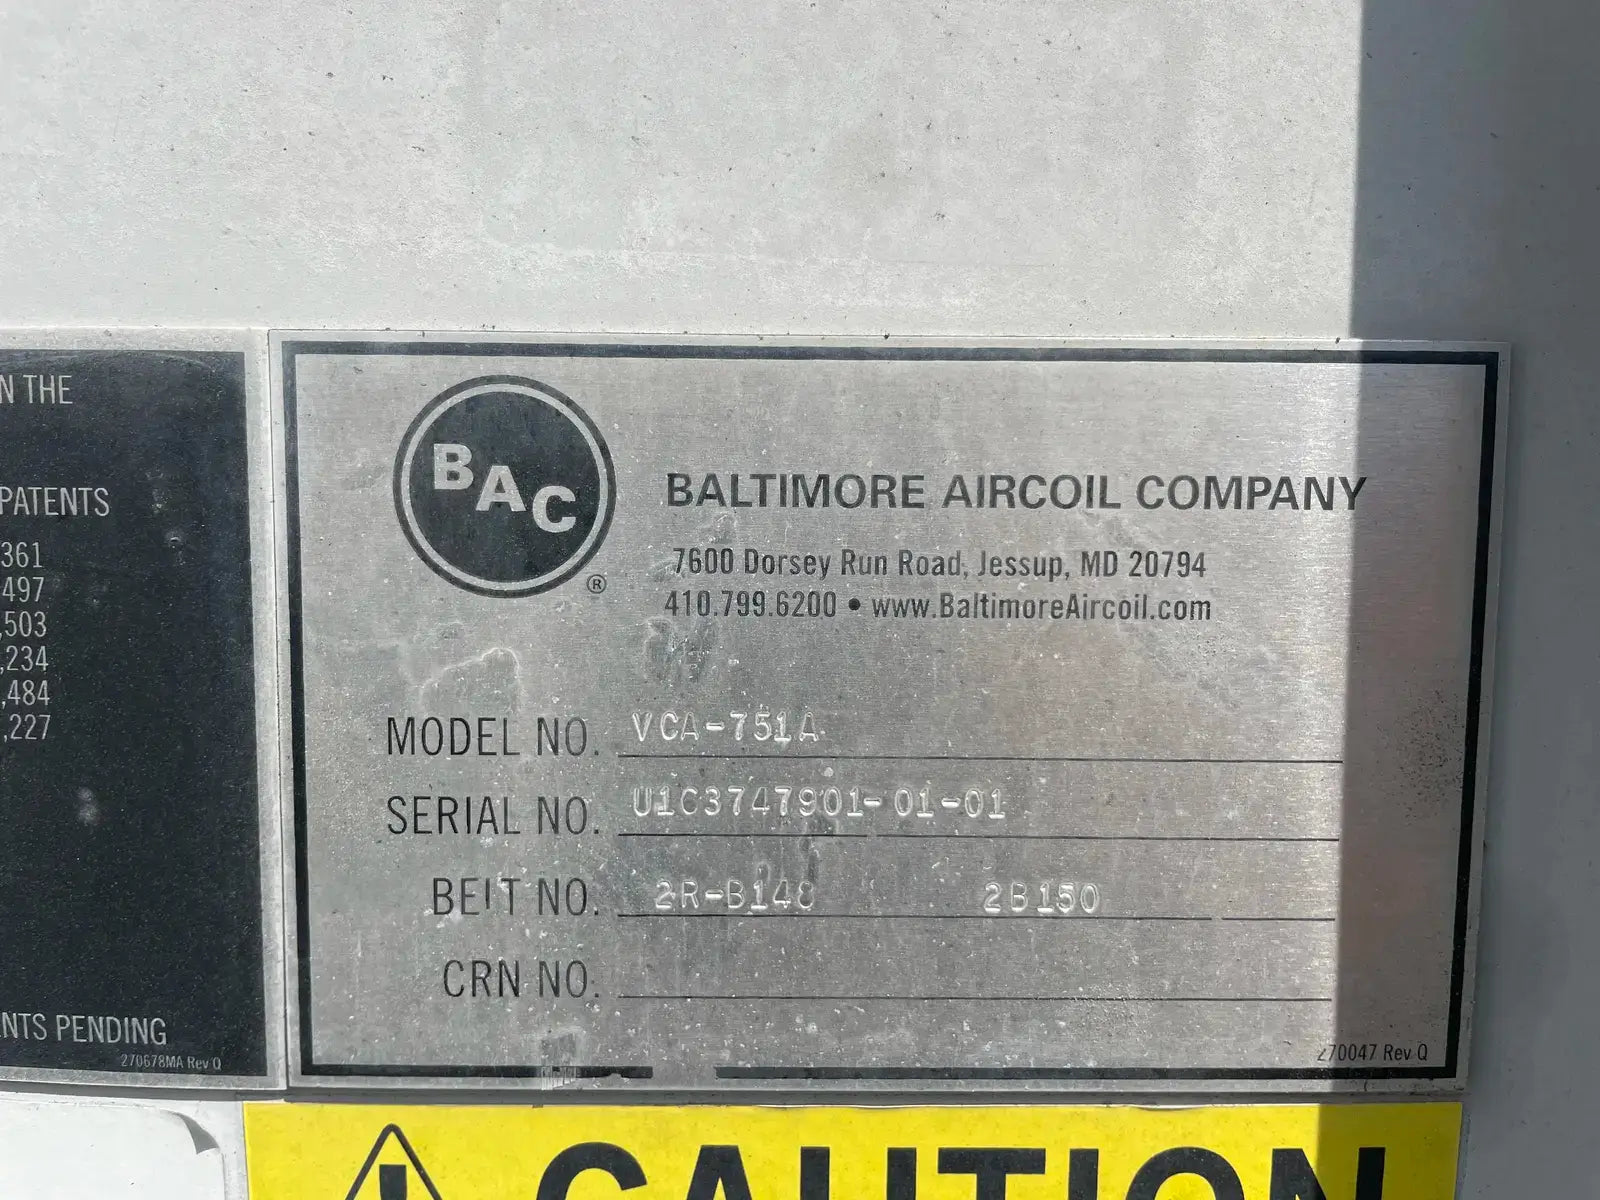 N THE
PATENTS
361
497
,503
,234
,484
,227
NTS PENDING
270678MA Rev Q
BAC
®
BALTIMORE AIRCOIL COMPANY
7600 Dorsey Run Road, Jessup, MD 20794
410.799.6200 • www.BaltimoreAircoil.com
MODEL NO. VCA-751A
SERIAL NO. U1C3747901-01-01
BELT NO. 2R-B148 2B150
CRN NO.
270047 Rev Q
CAUTION